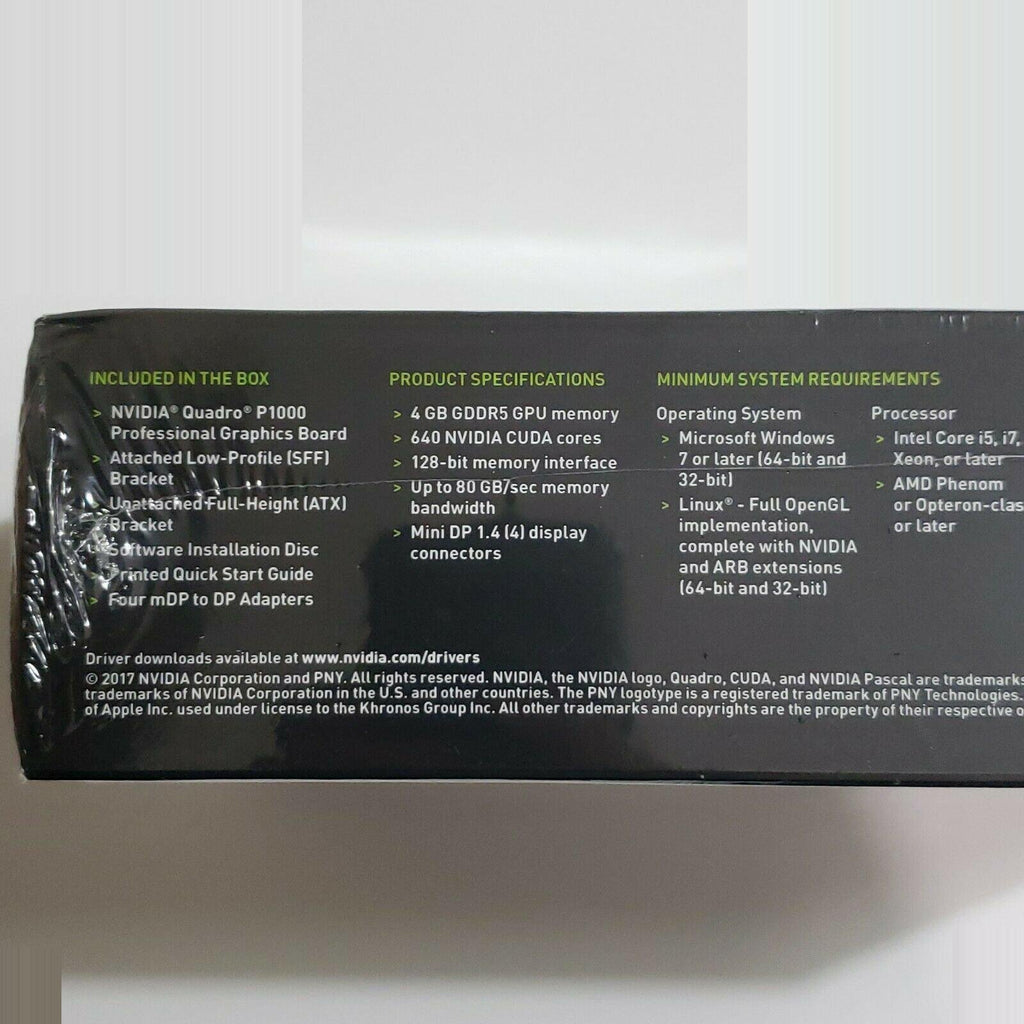 INCLUDED IN THE BOX
> NVIDIA® Quadro® P1000
Professional Graphics Board
> Attached Low-Profile (SFF)
Bracket
> Unattached Full-Height (ATX)
Bracket
> Software Installation Disc
> Printed Quick Start Guide
> Four mDP to DP Adapters
PRODUCT SPECIFICATIONS
> 4 GB GDDR5 GPU memory
> 640 NVIDIA CUDA cores
> 128-bit memory interface
> Up to 80 GB/sec memory
bandwidth
> Mini DP 1.4 (4) display
connectors
MINIMUM SYSTEM REQUIREMENTS
Operating System
> Microsoft Windows
7 or later (64-bit and
32-bit)
> Linux® - Full OpenGL
implementation,
complete with NVIDIA
and ARB extensions
(64-bit and 32-bit)
Processor
> Intel Core i5, i7,
Xeon, or later
> AMD Phenom
or Opteron-clas
or later
Driver downloads available at www.nvidia.com/drivers
© 2017 NVIDIA Corporation and PNY. All rights reserved. NVIDIA, the NVIDIA logo, Quadro, CUDA, and NVIDIA Pascal are trademarks
trademarks of NVIDIA Corporation in the U.S. and other countries. The PNY logotype is a registered trademark of PNY Technologies.
of Apple Inc. used under license to the Khronos Group Inc. All other trademarks and copyrights are the property of their respective o